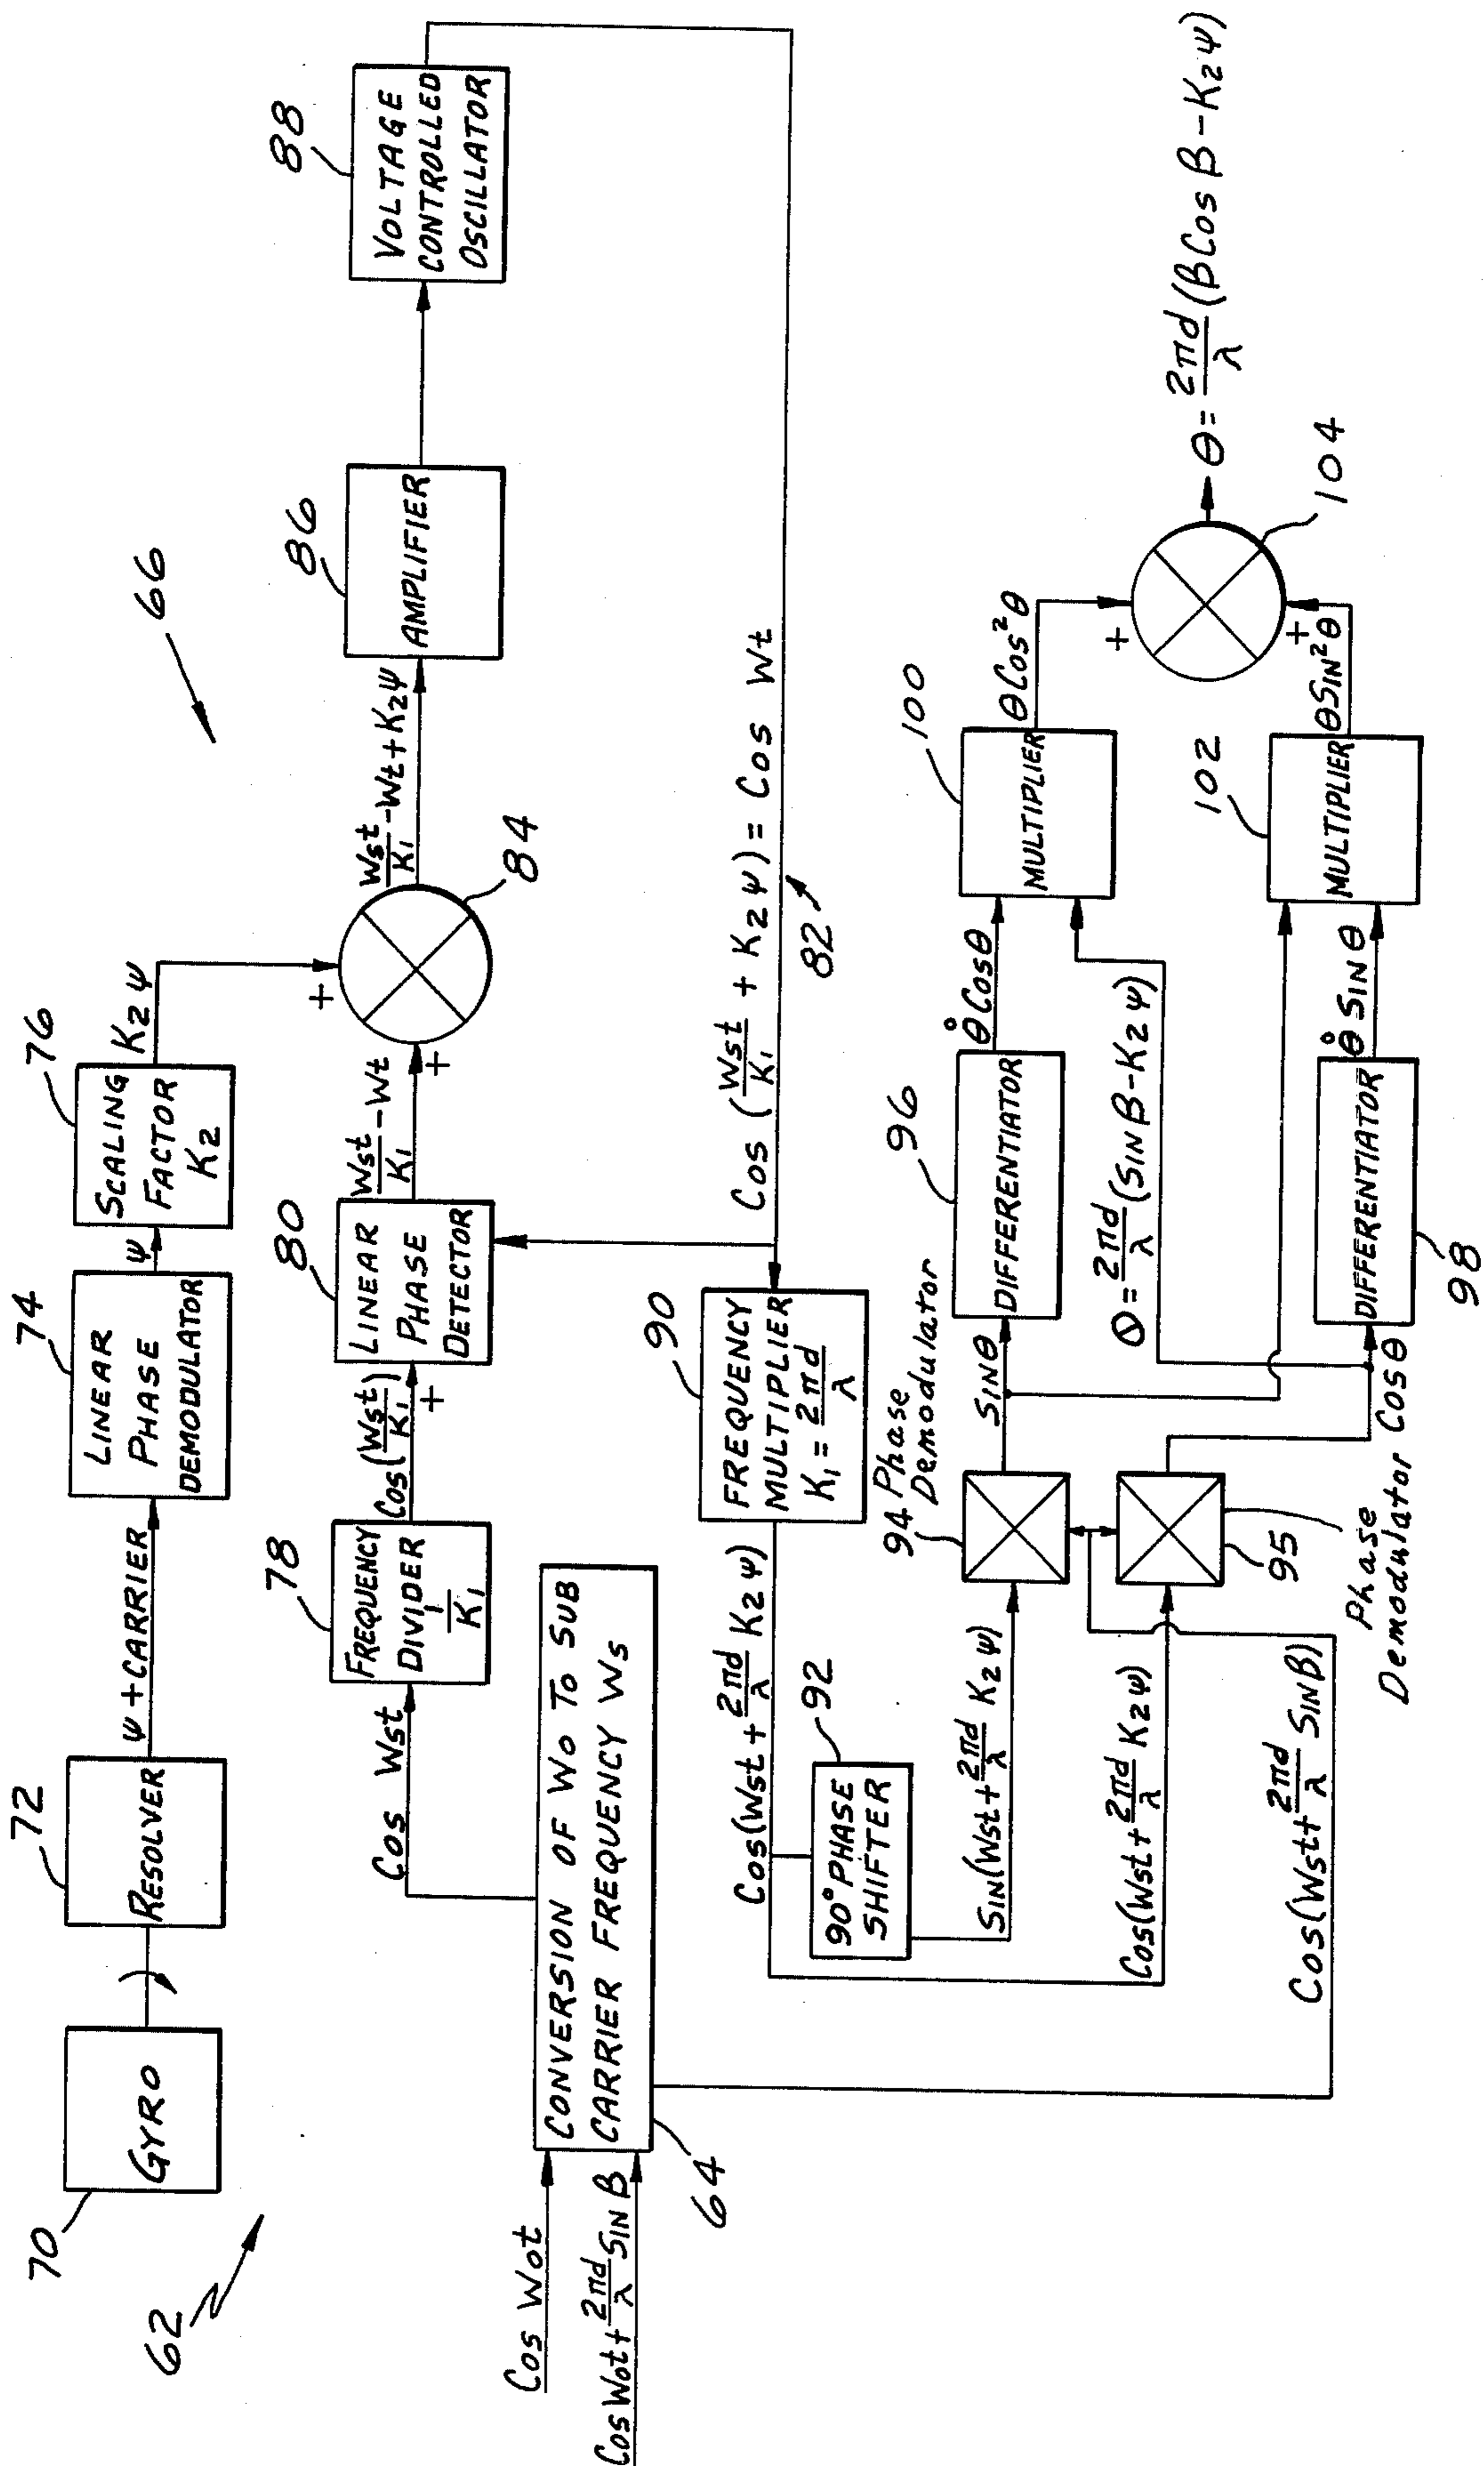 62
66
70
GYRO
72
RESOLVER
ψ + CARRIER
74
LINEAR
PHASE
DEMODULATOR
ψ
76
SCALING
FACTOR
K₂
K₂ψ
+
Cos Wot
Cos Wot + 2πd/λ SIN β
64
CONVERSION OF Wo To SUB
CARRIER FREQUENCY Ws
Cos Wst
78
FREQUENCY
DIVIDER
1/K₁
Cos(Wst/K₁)
+
80
LINEAR
PHASE
DETECTOR
Wst/K₁ - Wt
+
84
Wst/K₁ - Wt + K₂ψ
86
AMPLIFIER
88
VOLTAGE
CONTROLLED
OSCILLATOR
Cos (Wst/K₁ + K₂ψ) = Cos Wt
82
90
FREQUENCY
MULTIPLIER
K₁ = 2πd/λ
Cos(Wst + 2πd/λ K₂ψ)
92
90° PHASE
SHIFTER
SIN(Wst + 2πd/λ K₂ψ)
Cos(Wst + 2πd/λ K₂ψ)
Cos(Wst + 2πd/λ SIN β)
94 Phase
Demodulator
95
Phase
Demodulator
SIN θ
Cos θ
96
DIFFERENTIATOR
θ̇ Cos θ
θ = 2πd/λ (SIN β - K₂ψ)
98
DIFFERENTIATOR
θ̇ SIN θ
100
MULTIPLIER
θ Cos² θ
+
102
MULTIPLIER
θ SIN² θ
+
104
θ = 2πd/λ (β Cos β - K₂ψ)